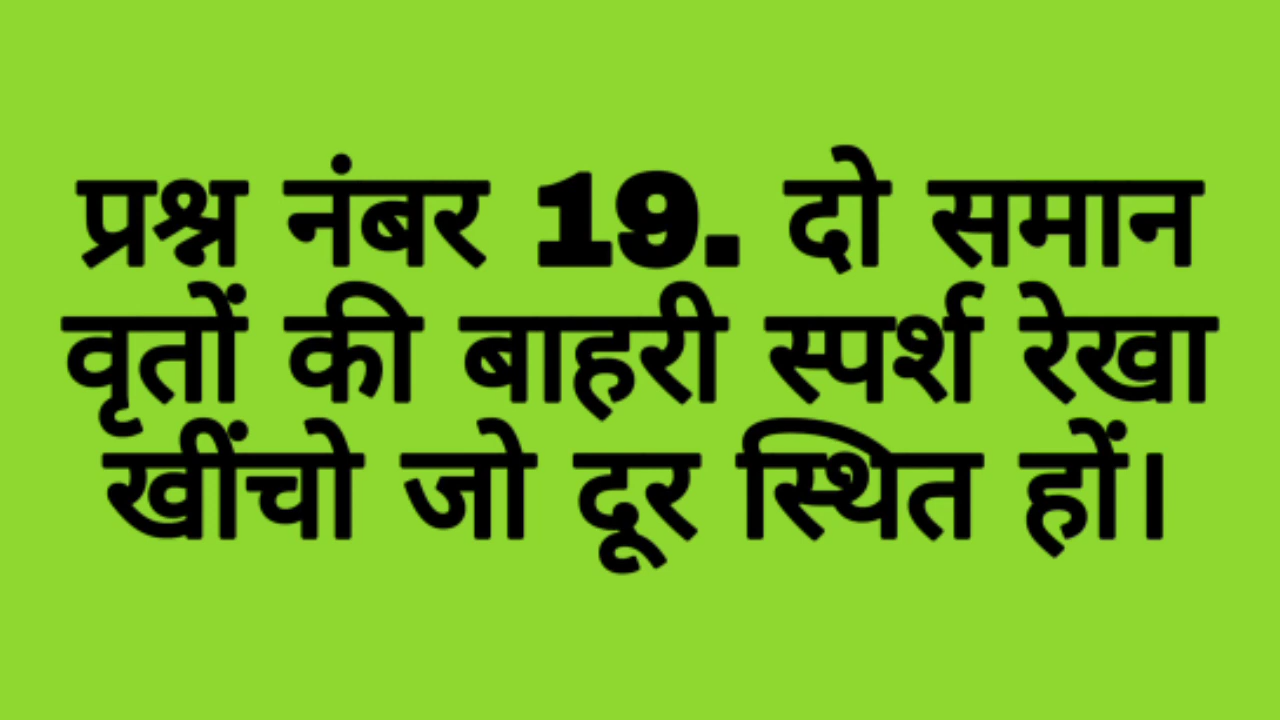 प्रश्न नंबर 19. दो समान
वृतों की बाहरी स्पर्श रेखा
खींचो जो दूर स्थित हों।